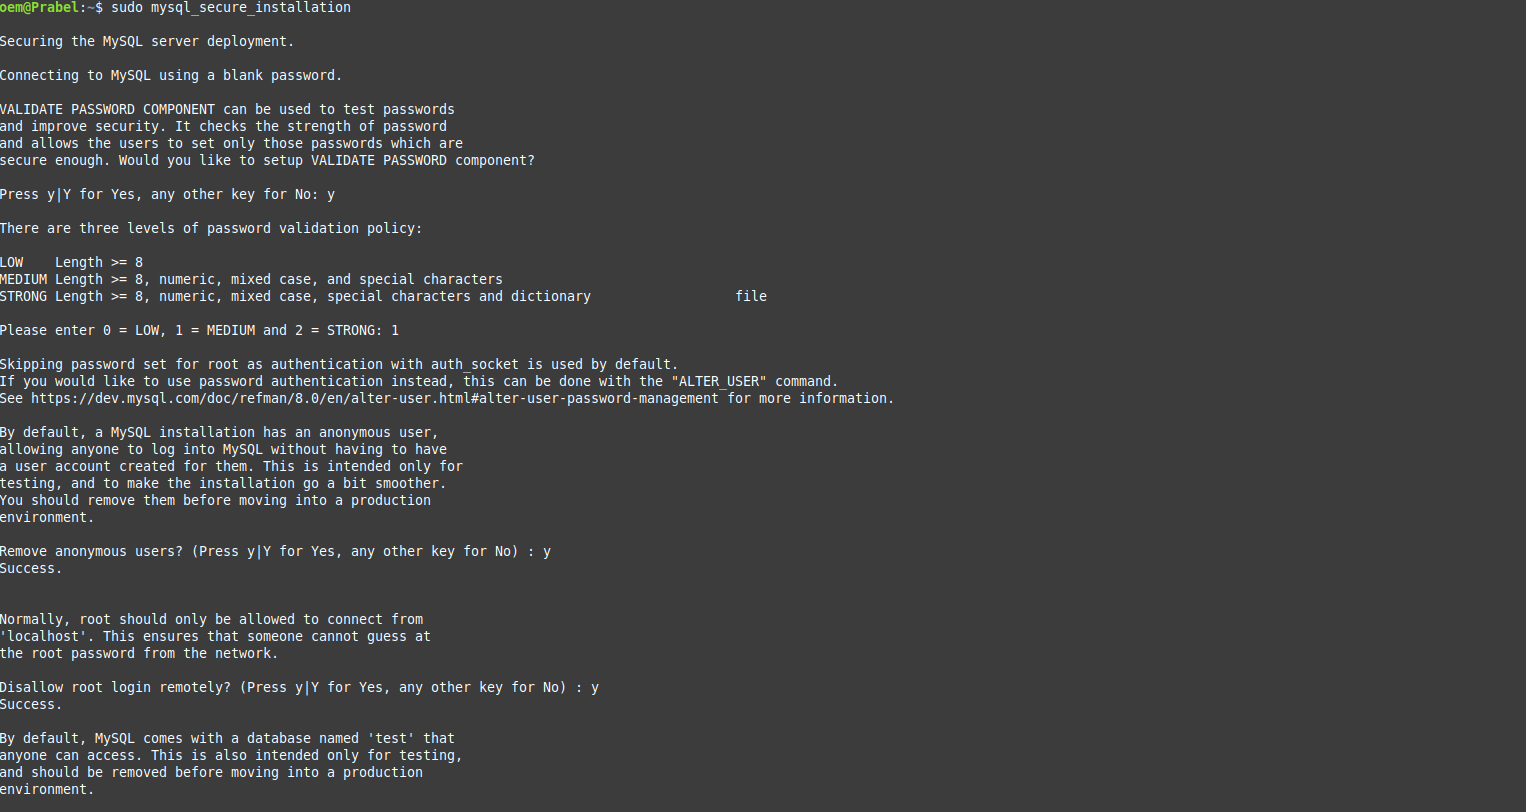 oem@Prabel:~$ sudo mysql_secure_installation
Securing the MySQL server deployment.
Connecting to MySQL using a blank password.
VALIDATE PASSWORD COMPONENT can be used to test passwords
and improve security. It checks the strength of password
and allows the users to set only those passwords which are
secure enough. Would you like to setup VALIDATE PASSWORD component?
Press y|Y for Yes, any other key for No: y
There are three levels of password validation policy:
LOW    Length >= 8
MEDIUM Length >= 8, numeric, mixed case, and special characters
STRONG Length >= 8, numeric, mixed case, special characters and dictionary                  file
Please enter 0 = LOW, 1 = MEDIUM and 2 = STRONG: 1
Skipping password set for root as authentication with auth_socket is used by default.
If you would like to use password authentication instead, this can be done with the "ALTER_USER" command.
See https://dev.mysql.com/doc/refman/8.0/en/alter-user.html#alter-user-password-management for more information.
By default, a MySQL installation has an anonymous user,
allowing anyone to log into MySQL without having to have
a user account created for them. This is intended only for
testing, and to make the installation go a bit smoother.
You should remove them before moving into a production
environment.
Remove anonymous users? (Press y|Y for Yes, any other key for No) : y
Success.
Normally, root should only be allowed to connect from
'localhost'. This ensures that someone cannot guess at
the root password from the network.
Disallow root login remotely? (Press y|Y for Yes, any other key for No) : y
Success.
By default, MySQL comes with a database named 'test' that
anyone can access. This is also intended only for testing,
and should be removed before moving into a production
environment.